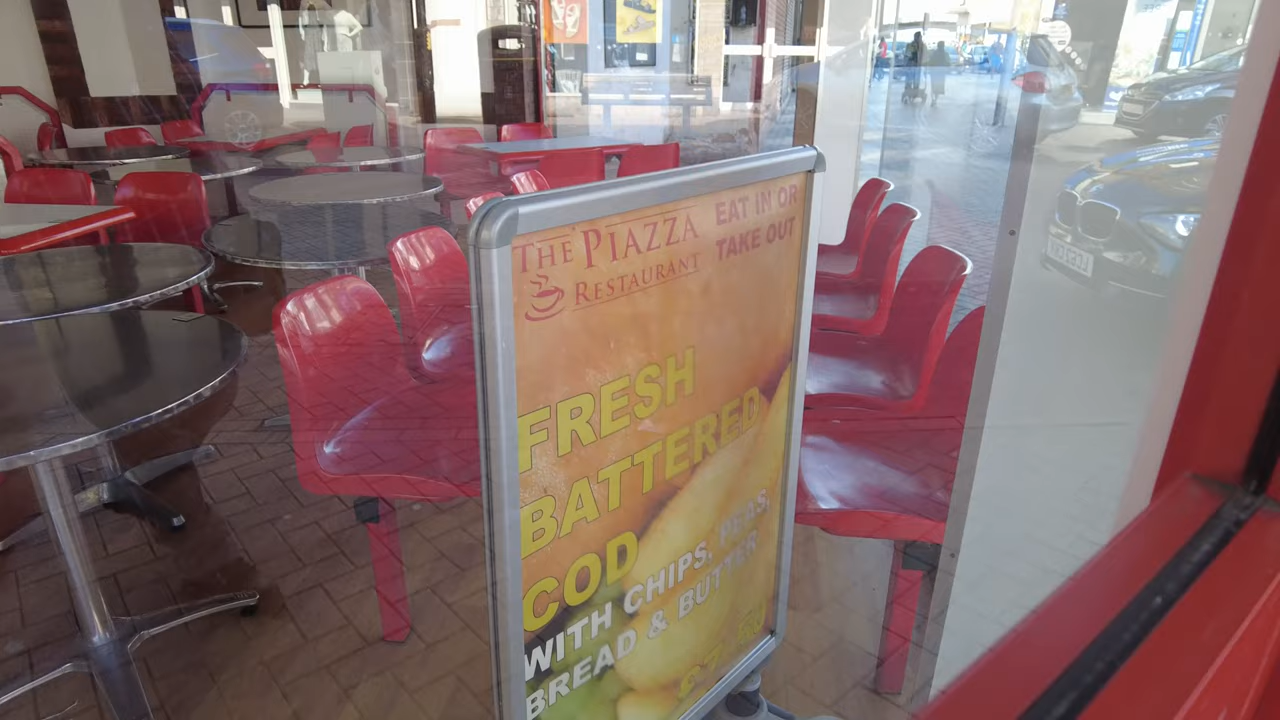 THE PIAZZA
RESTAURANT
EAT IN OR
TAKE OUT
FRESH
BATTERED
COD
WITH CHIPS, PEAS,
BREAD & BUTTER